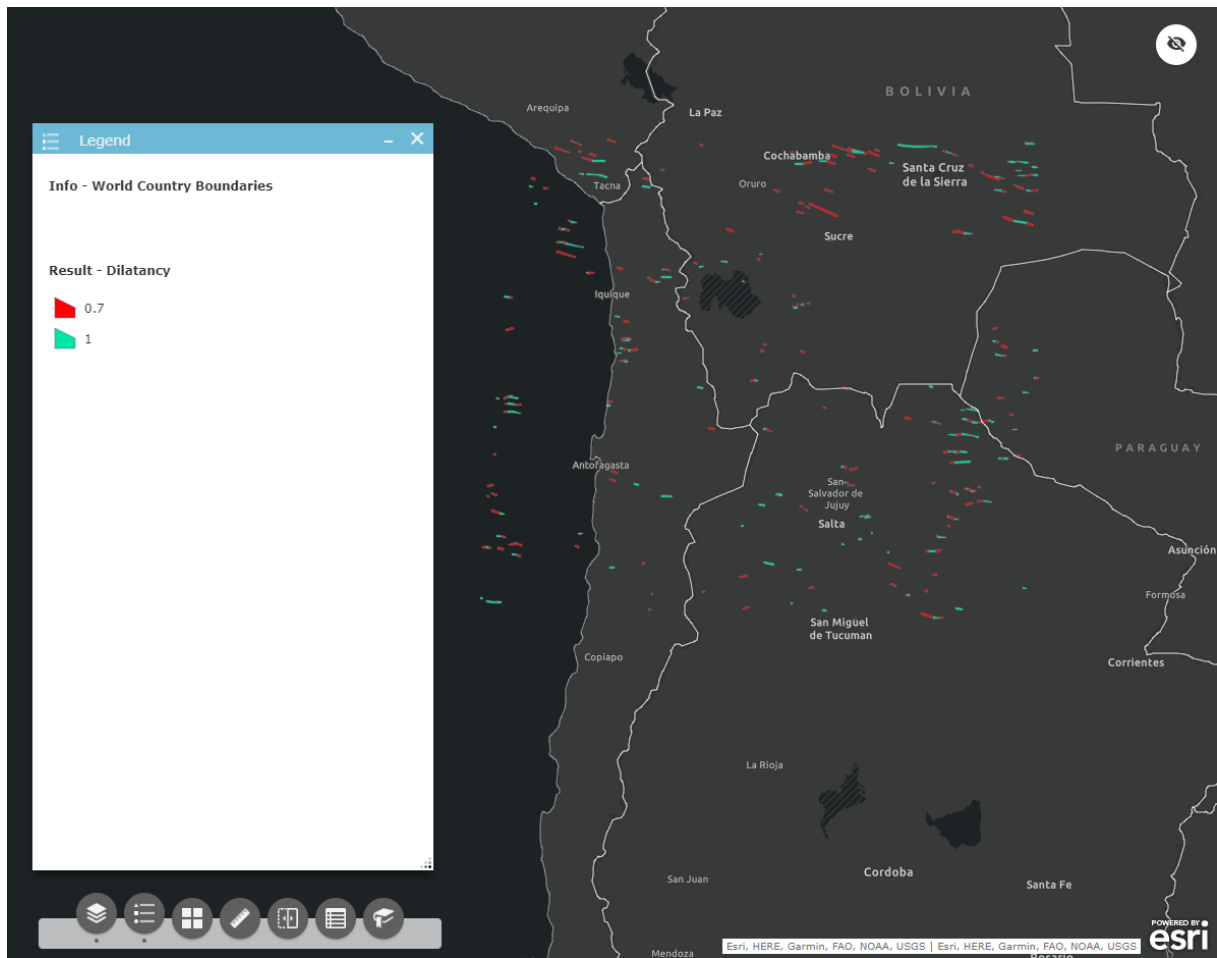 BOLIVIA
Arequipa
La Paz
Legend
Cochabamba
Santa Cruz
de la Sierra
Info - World Country Boundaries
Tacna
Oruro
Sucre
Result - Dilatancy
Iquique
0.7
1
PARAGUAY
Antofagasta
San
Salvador de
Jujuy
Salta
Asunción
Formosa
San Miguel
de Tucuman
Copiapo
Corrientes
La Rioja
Cordoba
San Juan
Santa Fe
POWERED BY
esri
Esri, HERE, Garmin, FAO, NOAA, USGS | Esri, HERE, Garmin, FAO, NOAA, USGS
Mendoza
Rosario